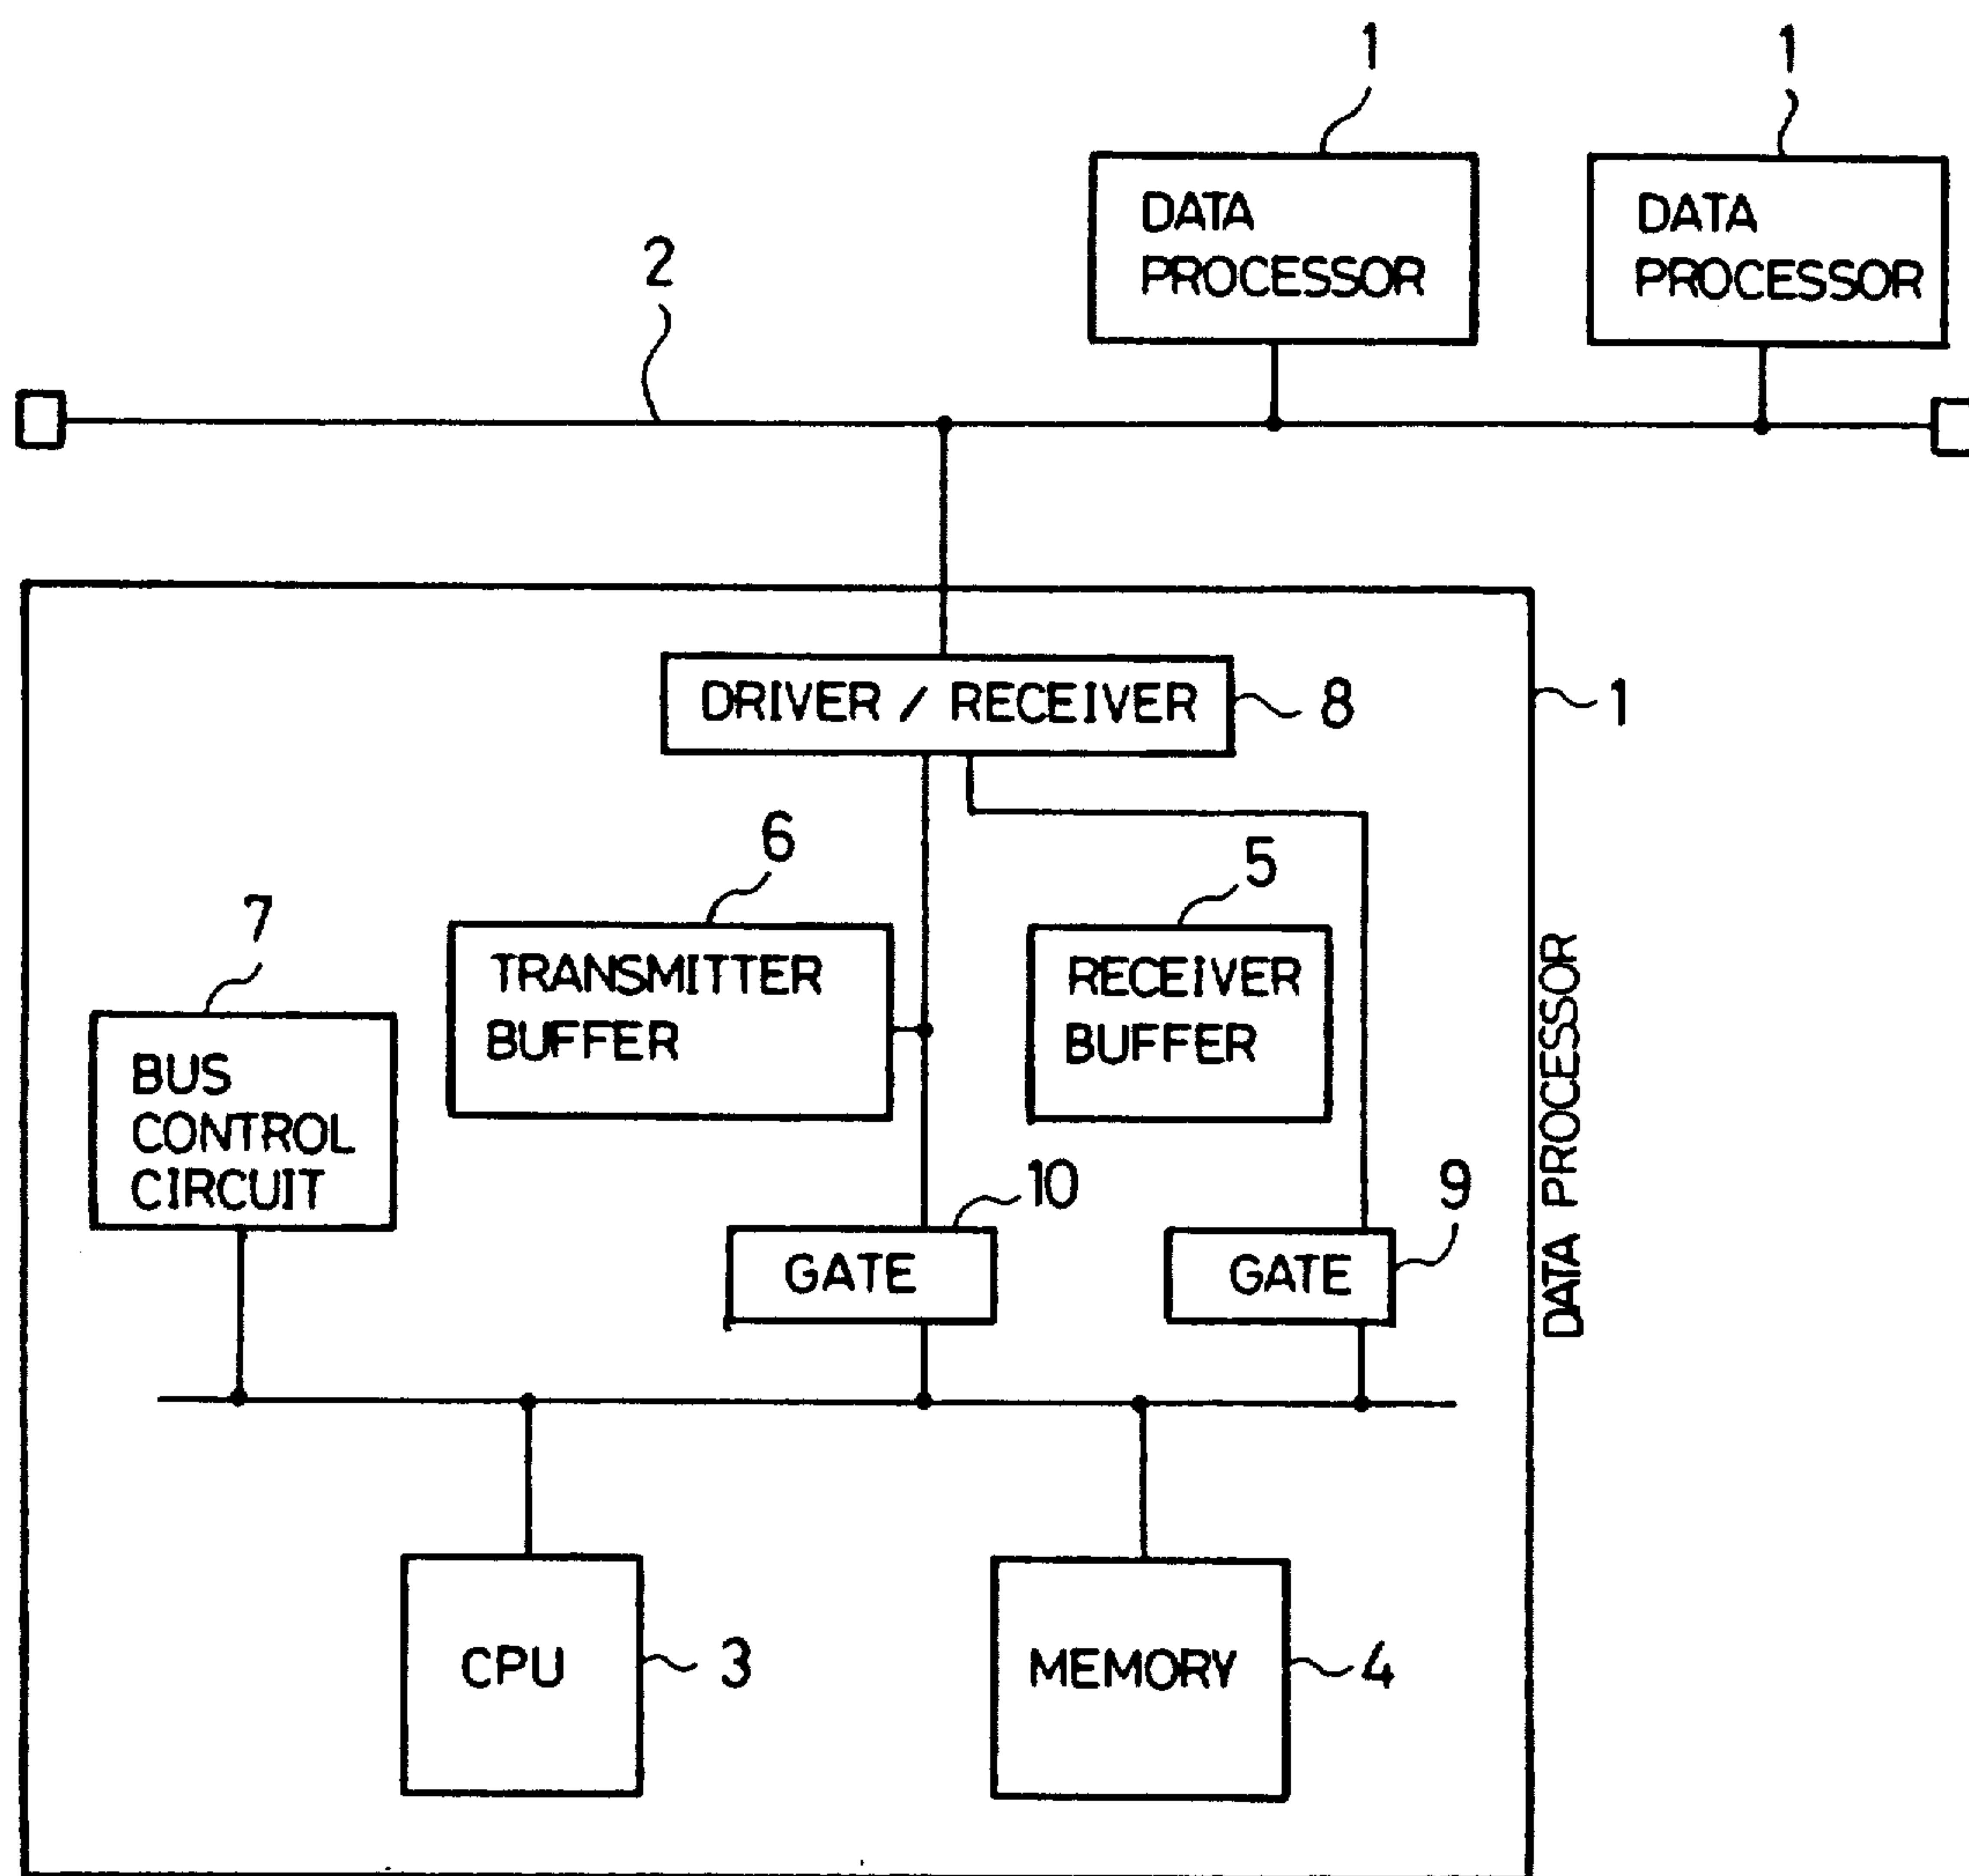 1
1
DATA
PROCESSOR
DATA
PROCESSOR
2
DRIVER / RECEIVER
8
1
6
5
7
TRANSMITTER
BUFFER
RECEIVER
BUFFER
BUS
CONTROL
CIRCUIT
10
9
GATE
GATE
DATA PROCESSOR
CPU
3
MEMORY
4